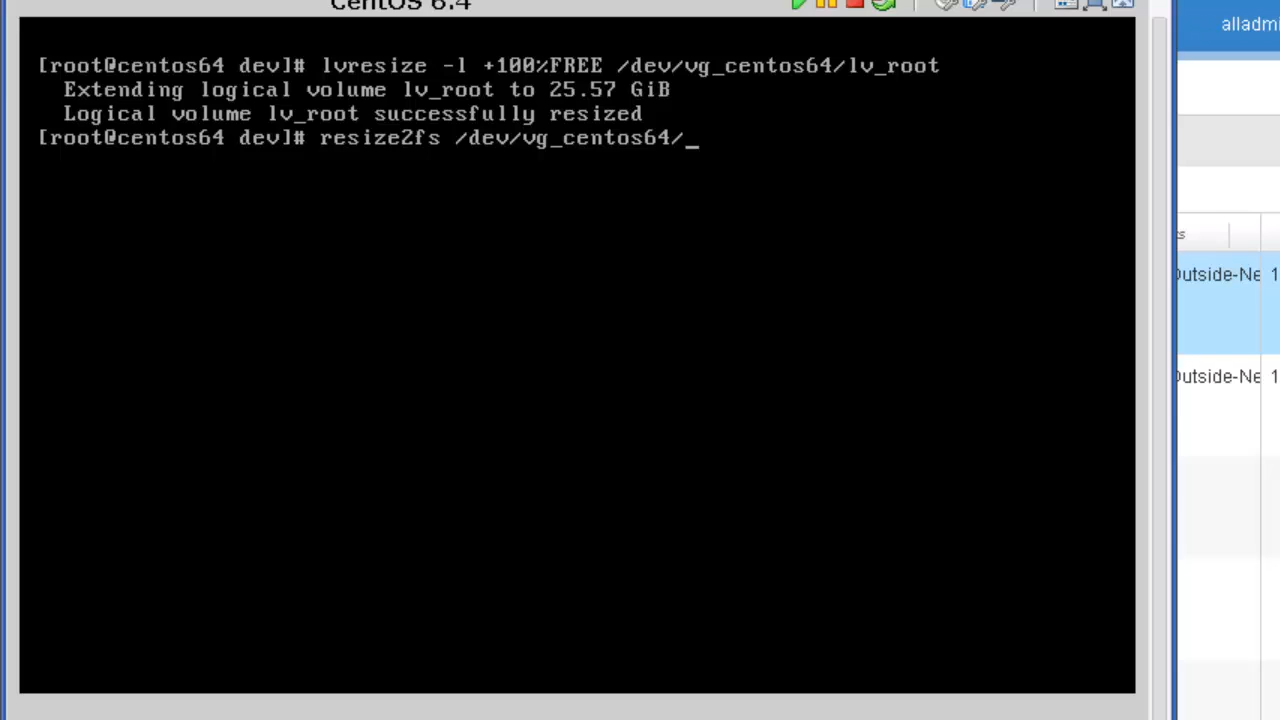 CentOS 6.4
alladmi
[root@centos64 dev]# lvresize -l +100%FREE /dev/vg_centos64/lv_root
Extending logical volume lv_root to 25.57 GiB
Logical volume lv_root successfully resized
[root@centos64 dev]# resize2fs /dev/vg_centos64/_
s
Outside-Ne 1
Outside-Ne 1